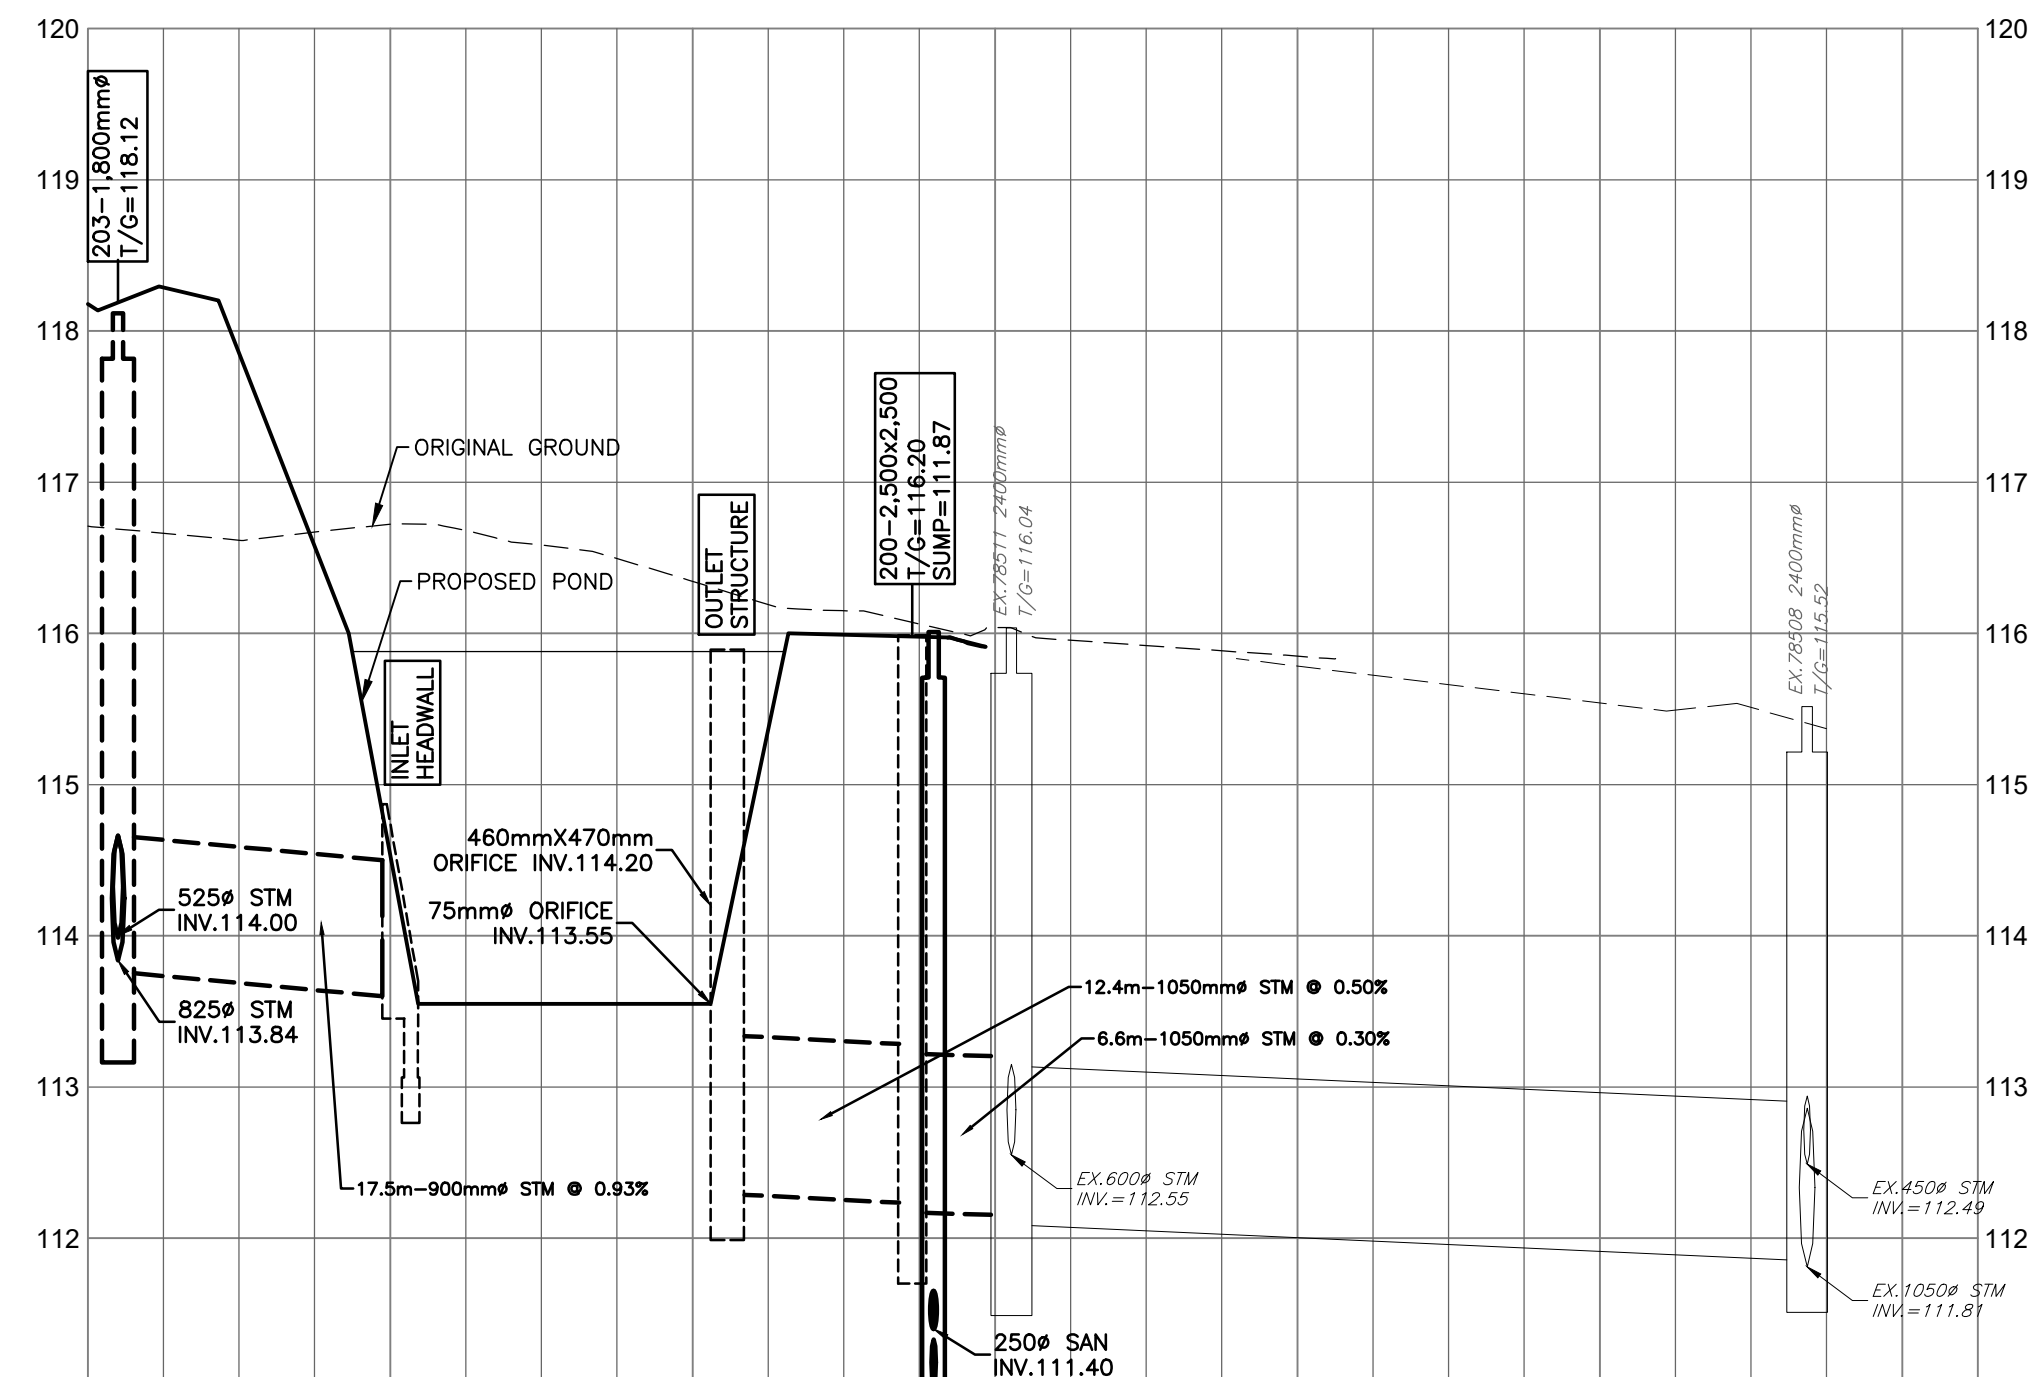 120
120
119
119
118
118
117
117
116
116
115
115
114
114
113
113
112
112
203-1,800mmø
T/G=118.12
ORIGINAL GROUND
PROPOSED POND
INLET
HEADWALL
OUTLET
STRUCTURE
200-2,500x2,500
T/G=116.20
SUMP=111.87
EX.78511 2400mmø
T/G=116.04
EX.78508 2400mmø
T/G=115.52
460mmX470mm
ORIFICE INV.114.20
75mmø ORIFICE
INV.113.55
525ø STM
INV.114.00
825ø STM
INV.113.84
12.4m-1050mmø STM @ 0.50%
6.6m-1050mmø STM @ 0.30%
17.5m-900mmø STM @ 0.93%
EX.600ø STM
INV.=112.55
EX.450ø STM
INV.=112.49
EX.1050ø STM
INV.=111.81
250ø SAN
INV.111.40